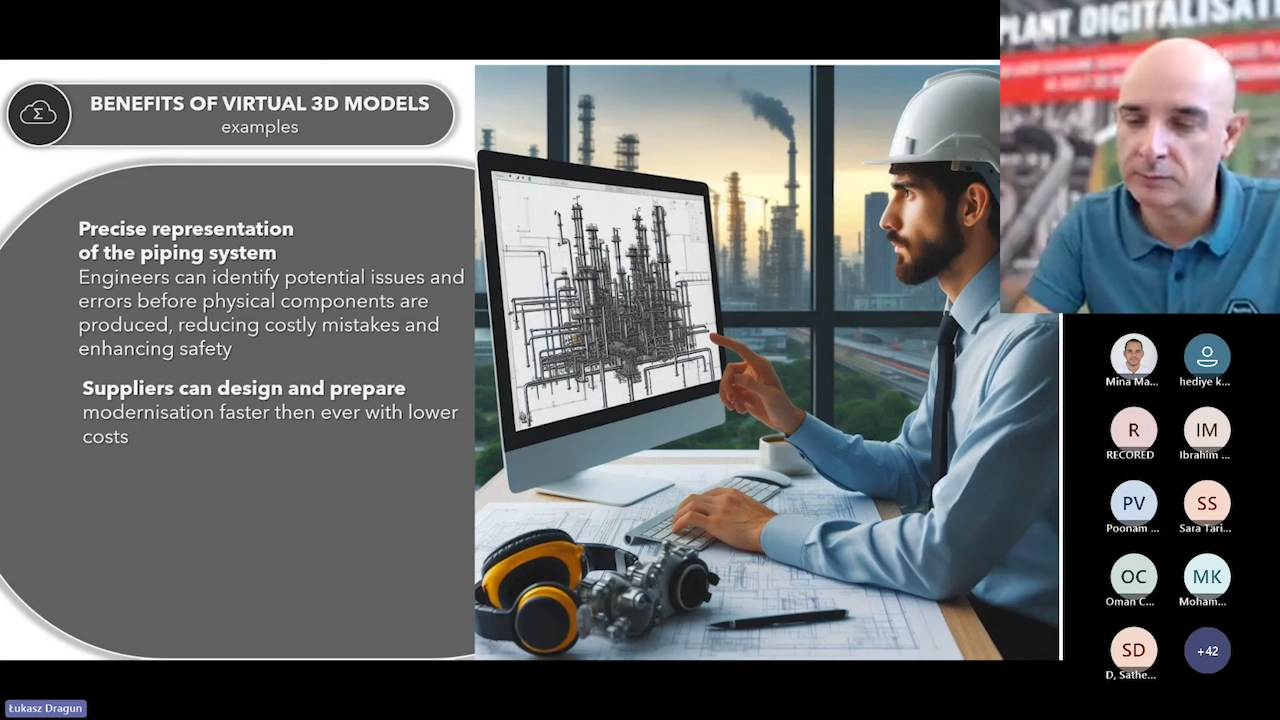 BENEFITS OF VIRTUAL 3D MODELS
examples
Precise representation
of the piping system
Engineers can identify potential issues and
errors before physical components are
produced, reducing costly mistakes and
enhancing safety
Suppliers can design and prepare
modernisation faster then ever with lower
costs
Σ
PLANT DIGITALISATI
Mina Ma...
hediye k...
R
RECORED
IM
Ibrahim ...
PV
Poonam ...
SS
Sara Tari...
OC
Oman C...
MK
Moham...
SD
D, Sathe...
+42
Łukasz Dragun